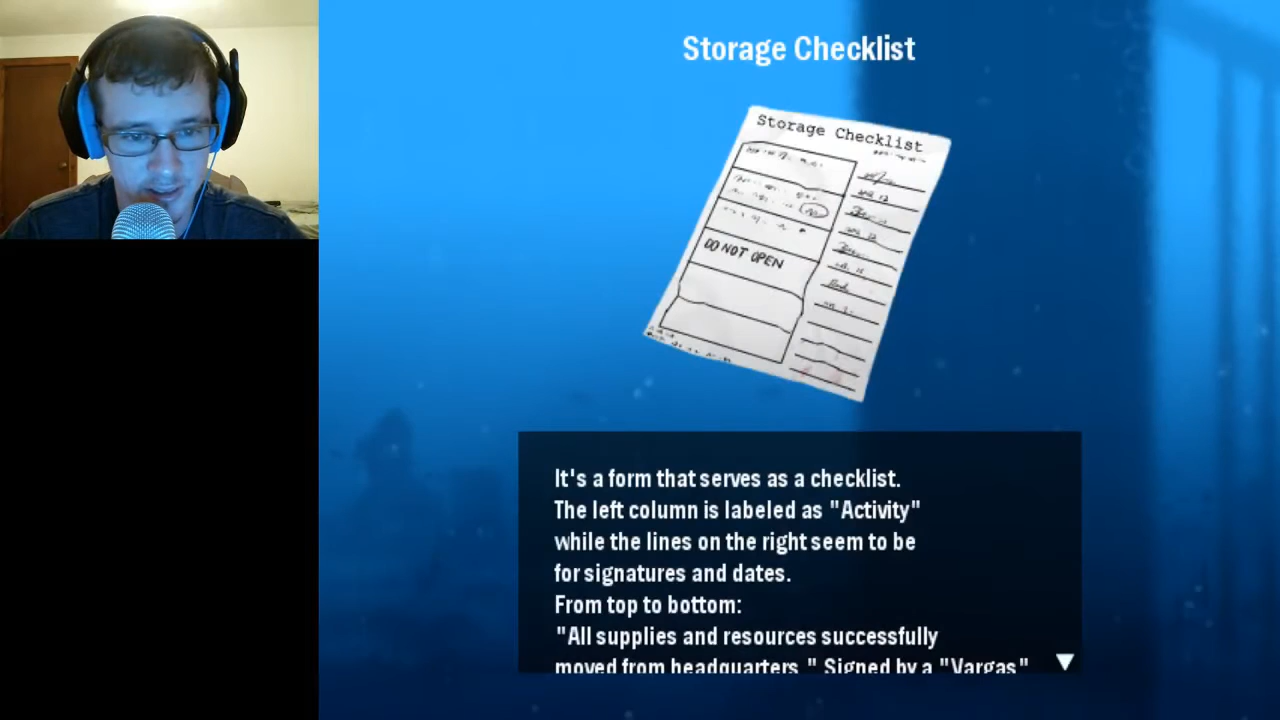 Storage Checklist
Storage Checklist
DO NOT OPEN
It's a form that serves as a checklist.
The left column is labeled as "Activity"
while the lines on the right seem to be
for signatures and dates.
From top to bottom:
"All supplies and resources successfully
moved from headquarters." Signed by a "Vargas"